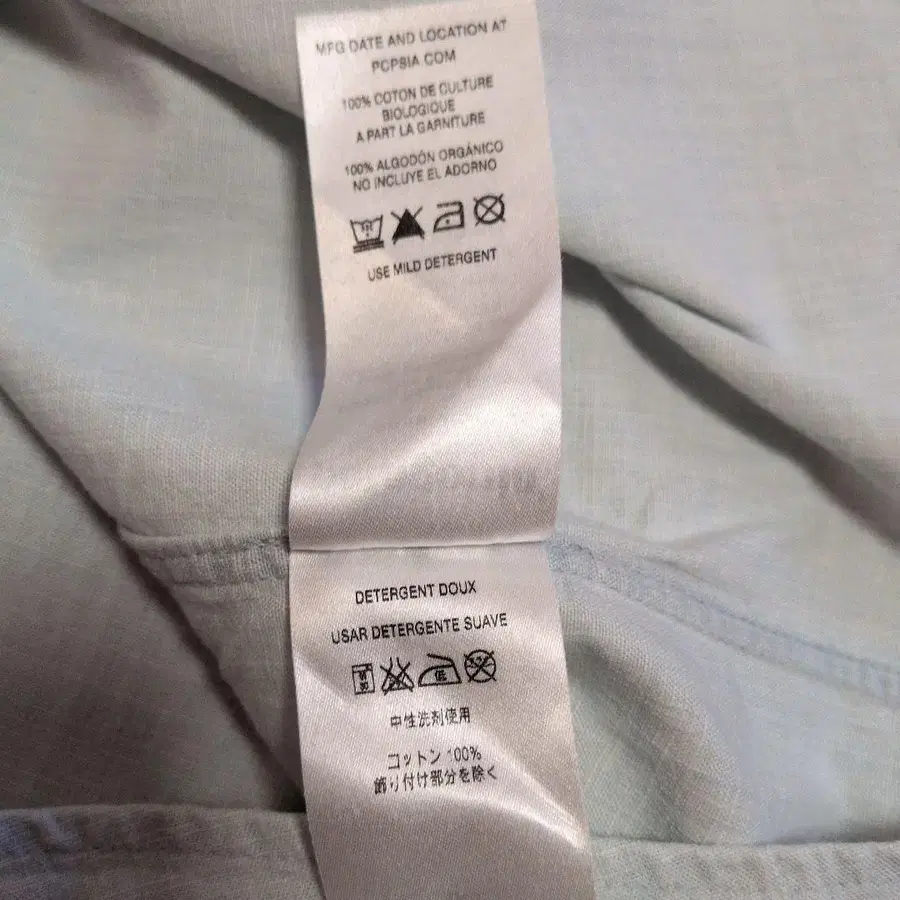 MFG DATE AND LOCATION AT
PCPSIA.COM
100% COTON DE CULTURE
BIOLOGIQUE
A PART LA GARNITURE
100% ALGODÓN ORGÁNICO
NO INCLUYE EL ADORNO
USE MILD DETERGENT
DETERGENT DOUX
USAR DETERGENTE SUAVE
低
中性洗剤使用
コットン 100%
飾り付け部分を除く